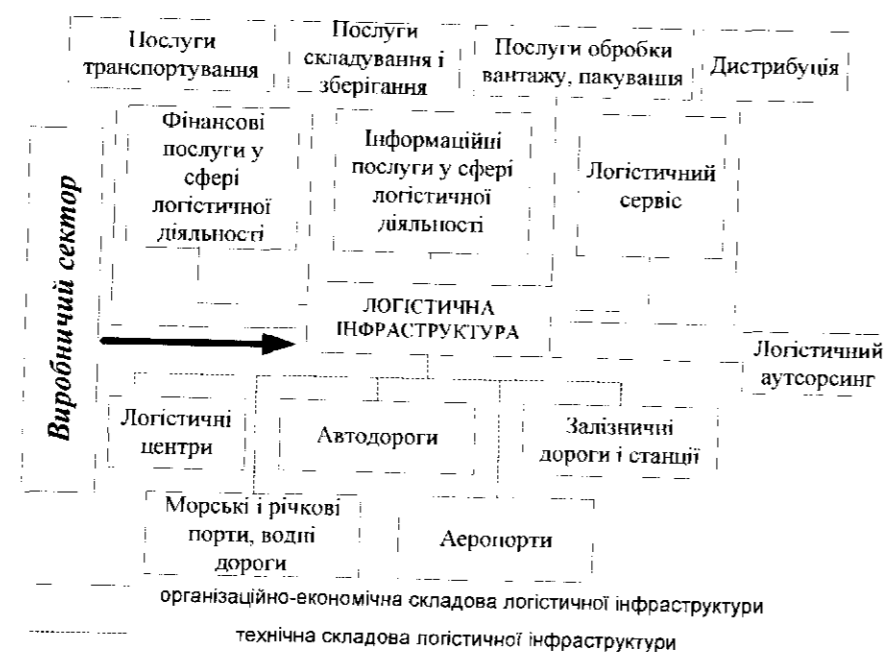 Послуги
транспортування
Послуги
складування і
зберігання
Послуги обробки
вантажу, пакування
Дистрибуція
Виробничий сектор
Фінансові
послуги у
сфері
логістичної
діяльності
Інформаційні
послуги у сфері
логістичної
діяльності
Логістичний
сервіс
ЛОГІСТИЧНА
ІНФРАСТРУКТУРА
Логістичний
аутсорсинг
Логістичні
центри
Автодороги
Залізничні
дороги і станції
Морські і річкові
порти, водні
дороги
Аеропорти
організаційно-економічна складова логістичної інфраструктури
технічна складова логістичної інфраструктури